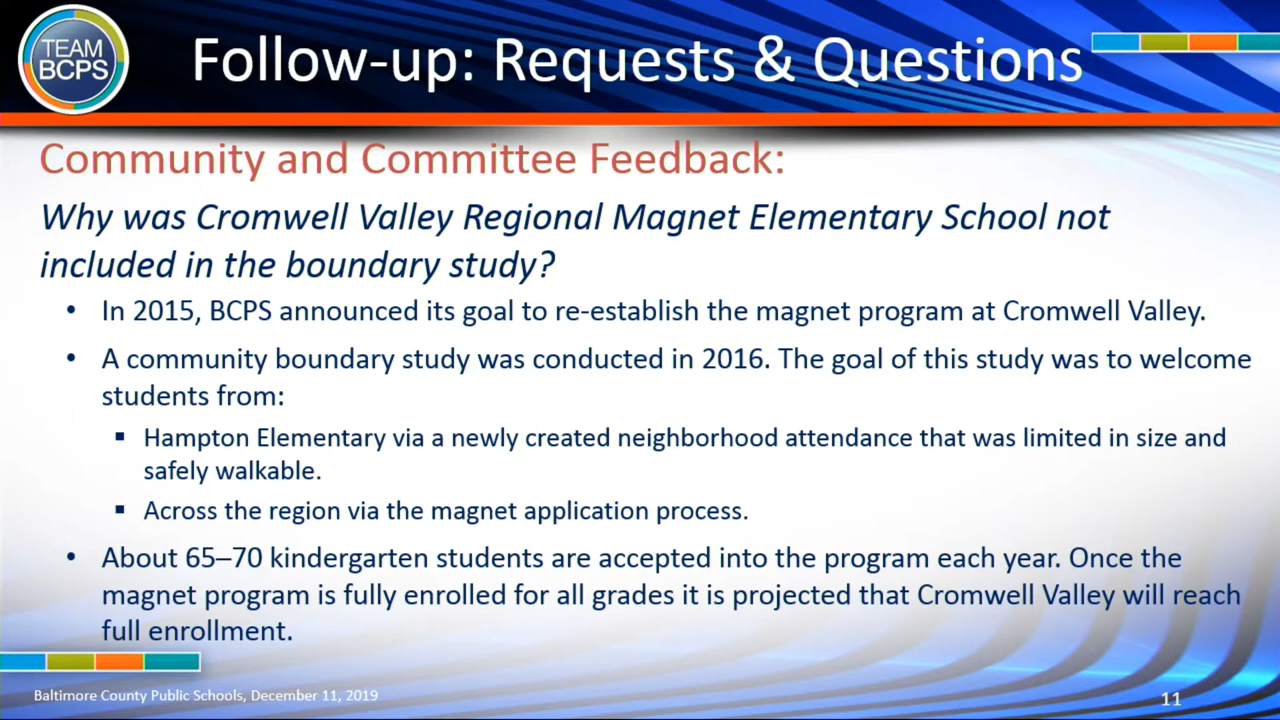 TEAM
BCPS
Follow-up: Requests & Questions
Community and Committee Feedback:
Why was Cromwell Valley Regional Magnet Elementary School not
included in the boundary study?
• In 2015, BCPS announced its goal to re-establish the magnet program at Cromwell Valley.
• A community boundary study was conducted in 2016. The goal of this study was to welcome
students from:
▪ Hampton Elementary via a newly created neighborhood attendance that was limited in size and
safely walkable.
▪ Across the region via the magnet application process.
• About 65–70 kindergarten students are accepted into the program each year. Once the
magnet program is fully enrolled for all grades it is projected that Cromwell Valley will reach
full enrollment.
Baltimore County Public Schools, December 11, 2019
11